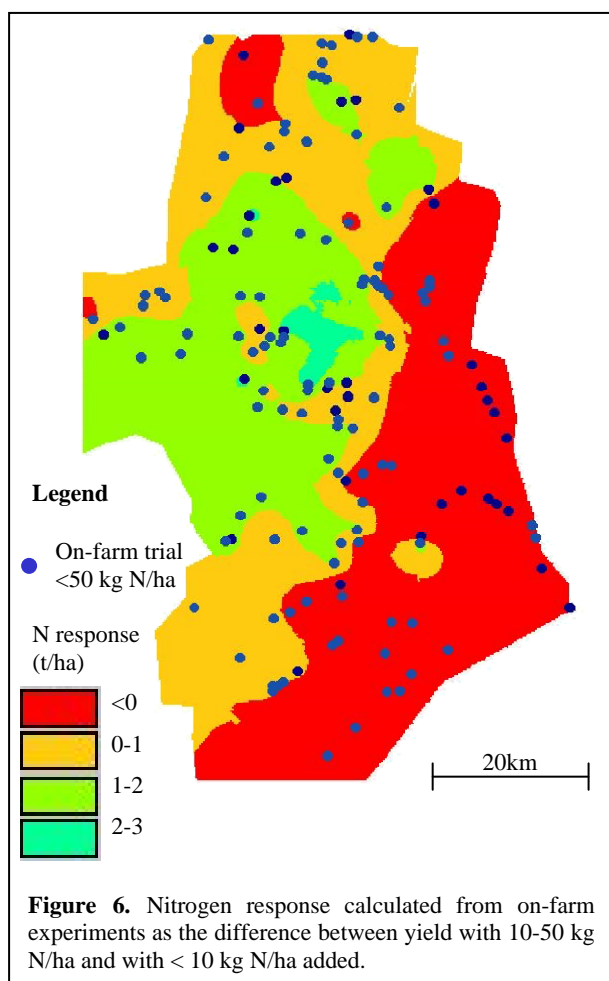 Legend
On-farm trial
<50 kg N/ha
N response
(t/ha)
<0
0-1
1-2
2-3
20km
Figure 6. Nitrogen response calculated from on-farm
experiments as the difference between yield with 10-50 kg
N/ha and with < 10 kg N/ha added.